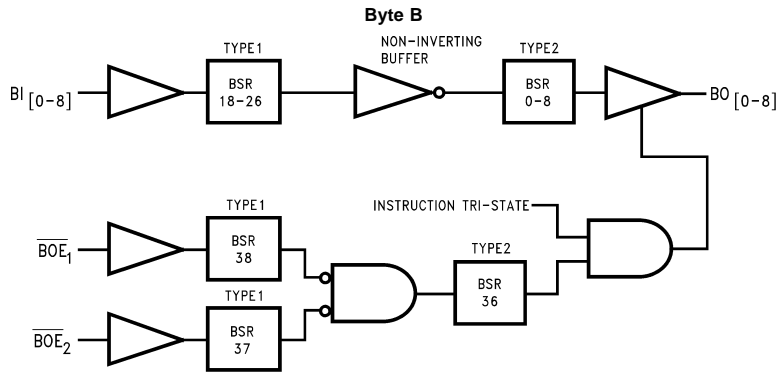 Byte B
NON-INVERTING
BUFFER
TYPE1
TYPE2
BI [0-8]
BSR
18-26
BSR
0-8
BO [0-8]
TYPE1
INSTRUCTION TRI-STATE
BOE1
BSR
38
TYPE2
TYPE1
BSR
36
BOE2
BSR
37